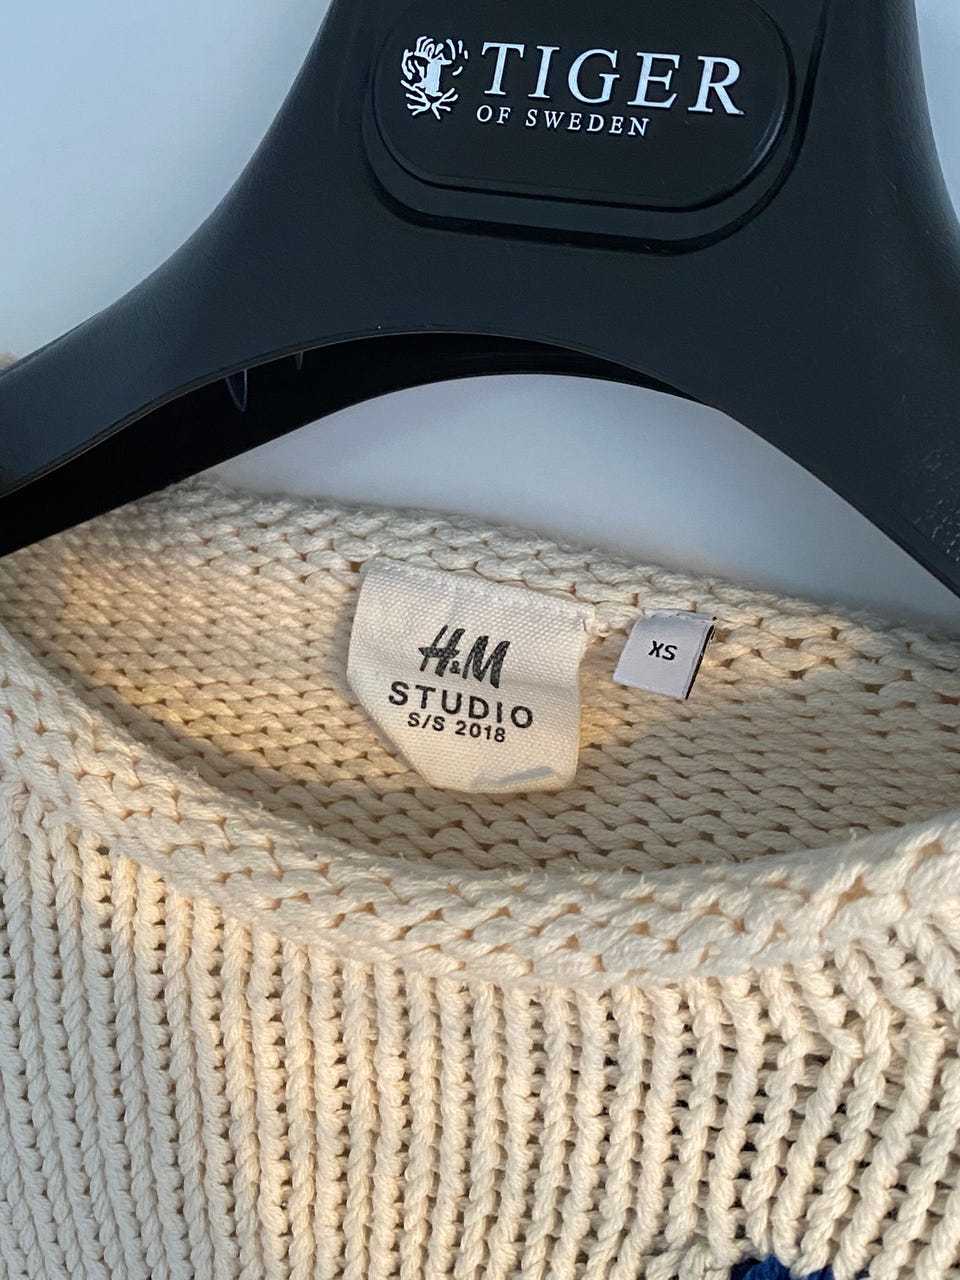 TIGER
OF SWEDEN
H&M
STUDIO
S/S 2018
XS